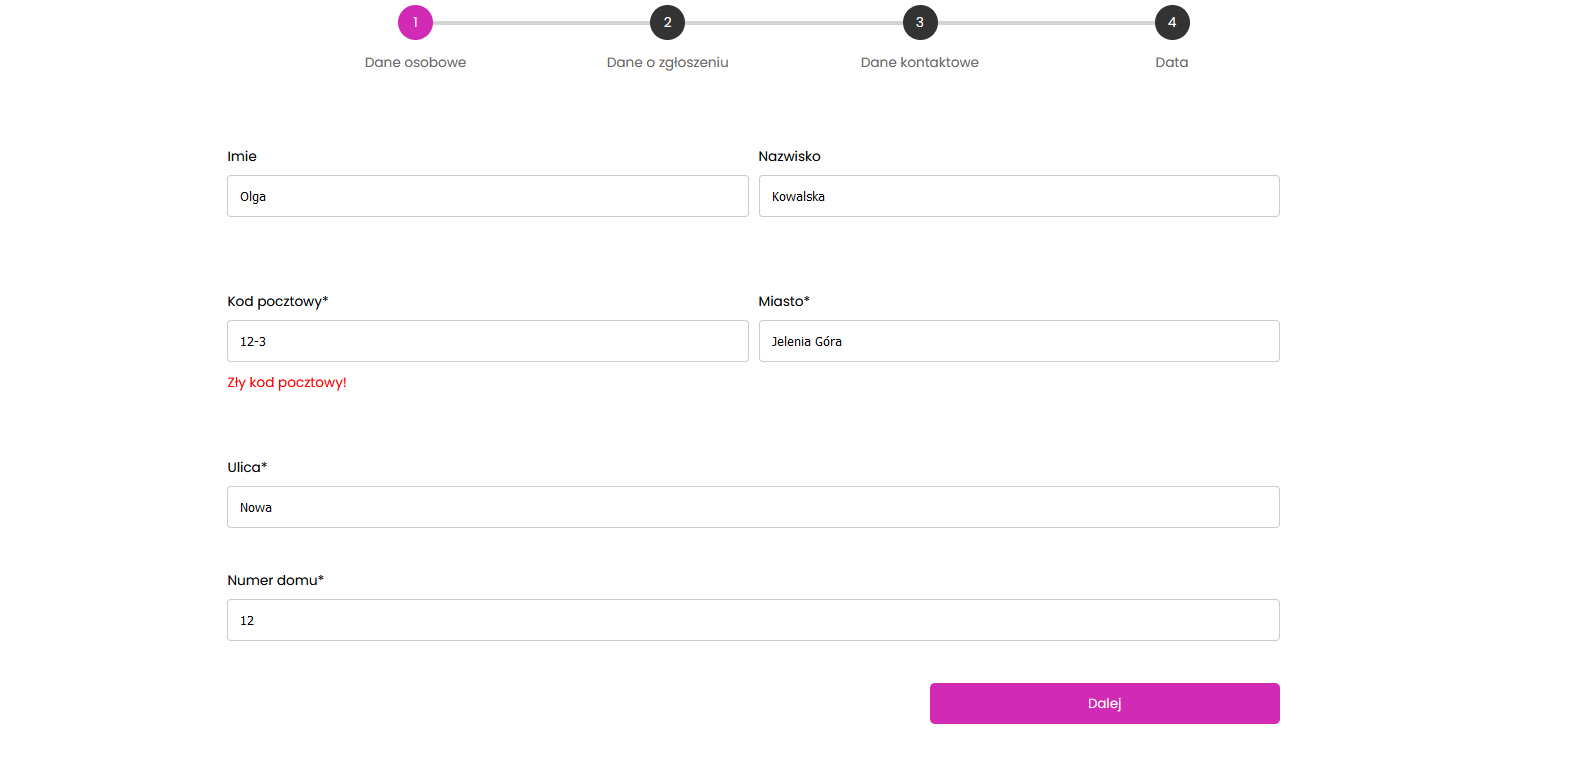 1 2 3 4
Dane osobowe Dane o zgłoszeniu Dane kontaktowe Data
Imie Nazwisko
Olga Kowalska
Kod pocztowy* Miasto*
12-3 Jelenia Góra
Zły kod pocztowy!
Ulica*
Nowa
Numer domu*
12
Dalej